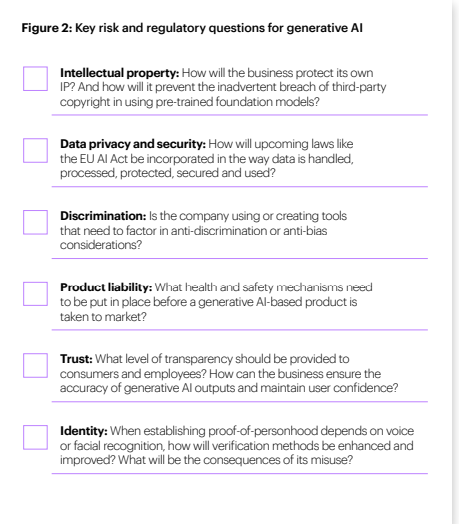 Figure 2: Key risk and regulatory questions for generative AI
Intellectual property: How will the business protect its own
IP? And how will it prevent the inadvertent breach of third-party
copyright in using pre-trained foundation models?
Data privacy and security: How will upcoming laws like
the EU AI Act be incorporated in the way data is handled,
processed, protected, secured and used?
Discrimination: Is the company using or creating tools
that need to factor in anti-discrimination or anti-bias
considerations?
Product liability: What health and safety mechanisms need
to be put in place before a generative AI-based product is
taken to market?
Trust: What level of transparency should be provided to
consumers and employees? How can the business ensure the
accuracy of generative AI outputs and maintain user confidence?
Identity: When establishing proof-of-personhood depends on voice
or facial recognition, how will verification methods be enhanced and
improved? What will be the consequences of its misuse?